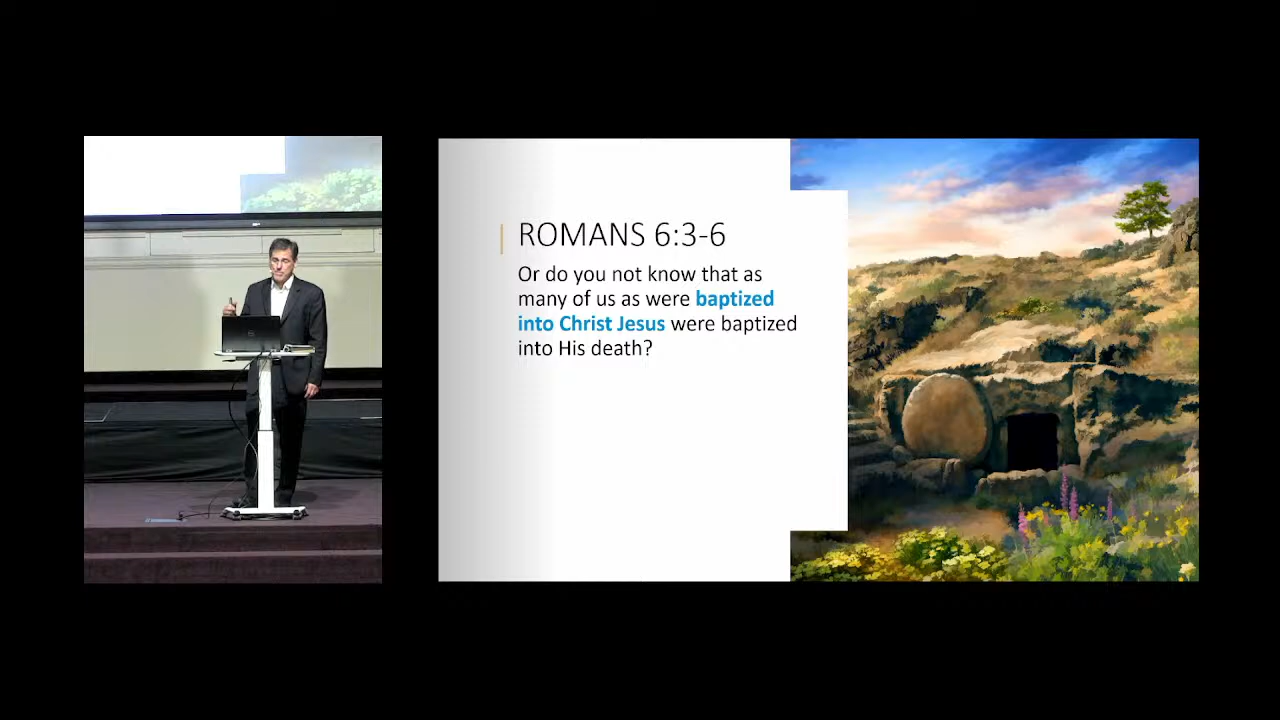 ROMANS 6:3-6
Or do you not know that as
many of us as were baptized
into Christ Jesus were baptized
into His death?